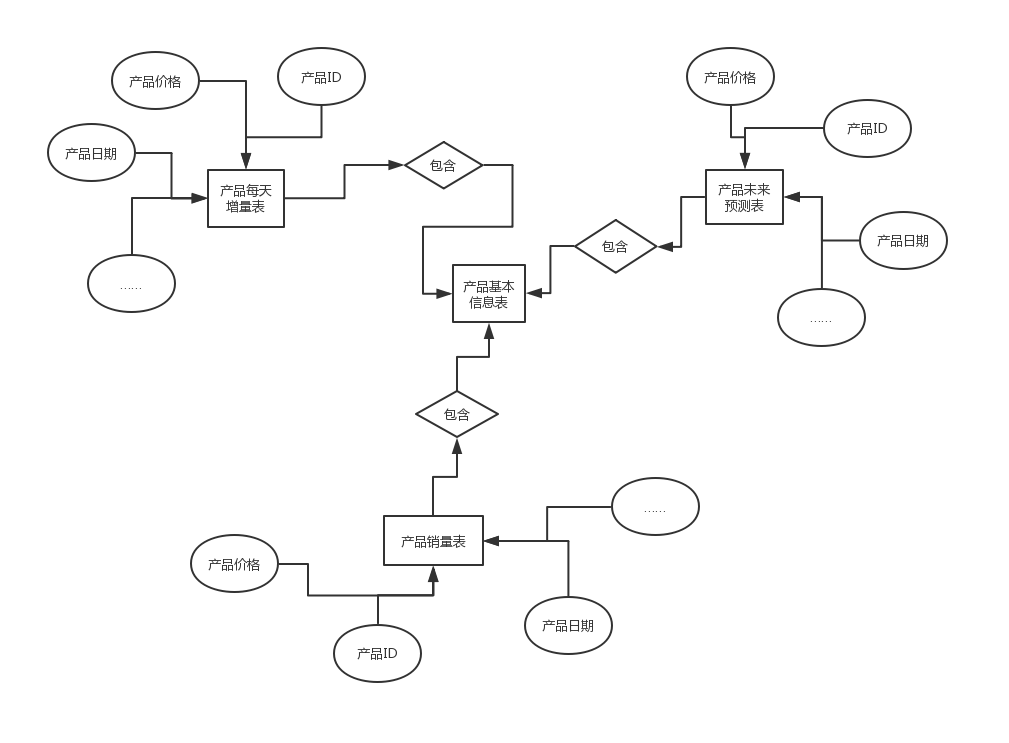 产品价格
产品ID
产品日期
产品每天
增量表
……
包含
产品价格
产品ID
产品未来
预测表
产品日期
……
包含
产品基本
信息表
包含
产品销量表
……
产品价格
产品ID
产品日期